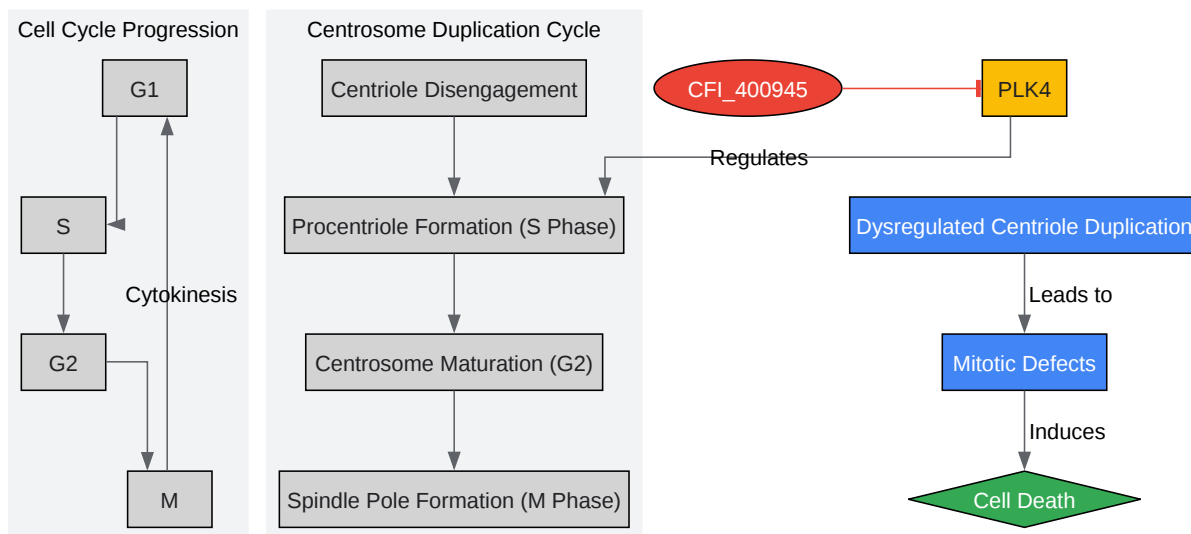 Cell Cycle Progression
Centrosome Duplication Cycle
G1
Centriole Disengagement
CFI_400945
PLK4
Regulates
S
Procentriole Formation (S Phase)
Dysregulated Centriole Duplication
Cytokinesis
Leads to
G2
Centrosome Maturation (G2)
Mitotic Defects
Induces
M
Spindle Pole Formation (M Phase)
Cell Death